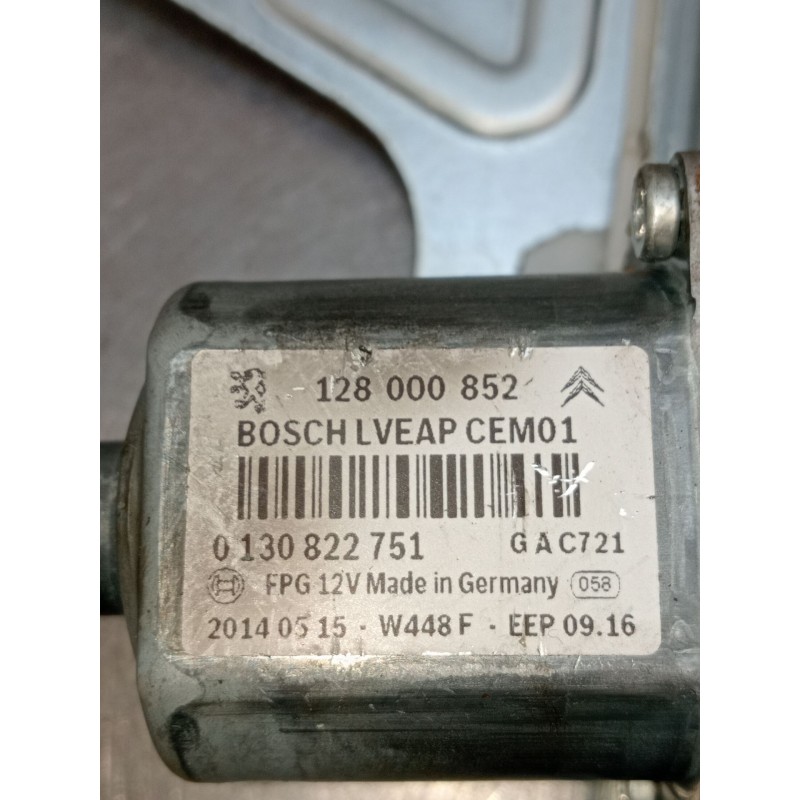 128 000 852
BOSCH LVEAP CEM01
0 130 822 751 G A C721
FPG 12V Made in Germany 058
2014 05 15 - W448 F - EEP 09.16